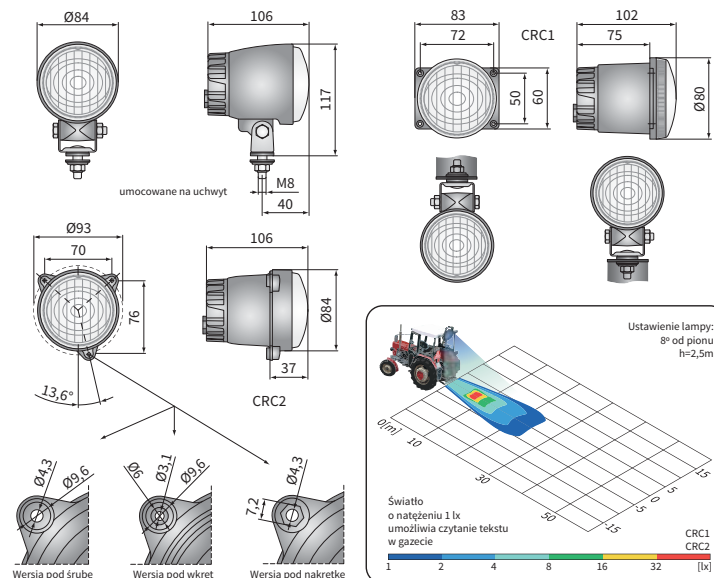 Ø84
106
117
M8
40
umocowane na uchwyt
83
72
CRC1
50
60
102
75
Ø80
Ø93
70
76
13,6°
106
Ø84
37
CRC2
Ø4,3
Ø9,6
Wersja pod śrubę
Ø6
Ø3,1
Ø9,6
Wersja pod wkręt
Ø4,3
7,2
Wersja pod nakrętkę
Ustawienie lampy:
8º od pionu
h=2,5m
0[m]
10
30
50
15
5
0
-5
-15
Światło
o natężeniu 1 lx
umożliwia czytanie tekstu
w gazecie
CRC1
CRC2
1 2 4 8 16 32 [lx]